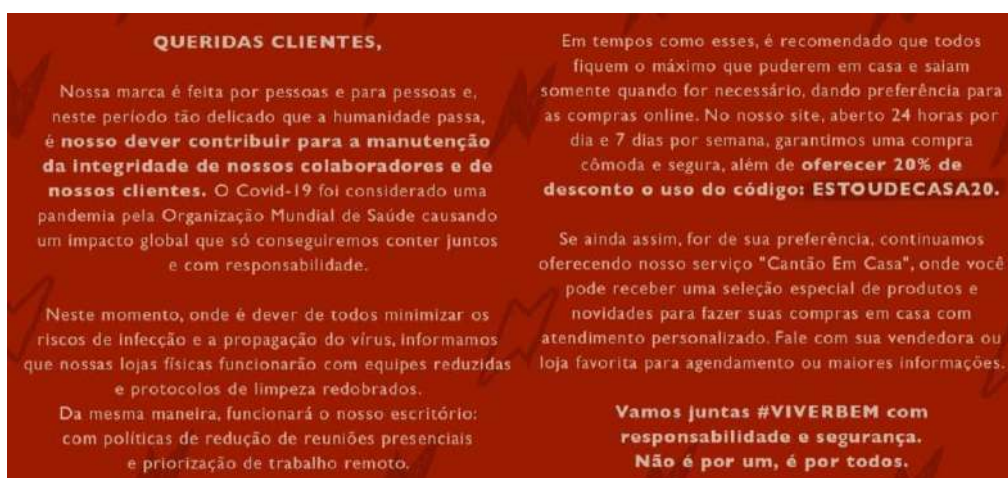 QUERIDAS CLIENTES,
Nossa marca é feita por pessoas e para pessoas e,
neste período tão delicado que a humanidade passa,
é nosso dever contribuir para a manutenção
da integridade de nossos colaboradores e de
nossos clientes. O Covid-19 foi considerado uma
pandemia pela Organização Mundial de Saúde causando
um impacto global que só conseguiremos conter juntos
e com responsabilidade.
Neste momento, onde é dever de todos minimizar os
riscos de infecção e a propagação do vírus, informamos
que nossas lojas físicas funcionarão com equipes reduzidas
e protocolos de limpeza redobrados.
Da mesma maneira, funcionará o nosso escritório:
com políticas de redução de reuniões presenciais
e priorização de trabalho remoto.
Em tempos como esses, é recomendado que todos
fiquem o máximo que puderem em casa e saiam
somente quando for necessário, dando preferência para
as compras online. No nosso site, aberto 24 horas por
dia e 7 dias por semana, garantimos uma compra
cômoda e segura, além de oferecer 20% de
desconto o uso do código: ESTOUDECASA20.
Se ainda assim, for de sua preferência, continuamos
oferecendo nosso serviço "Cantão Em Casa", onde você
pode receber uma seleção especial de produtos e
novidades para fazer suas compras em casa com
atendimento personalizado. Fale com sua vendedora ou
loja favorita para agendamento ou maiores informações.
Vamos juntas #VIVERBEM com
responsabilidade e segurança.
Não é por um, é por todos.